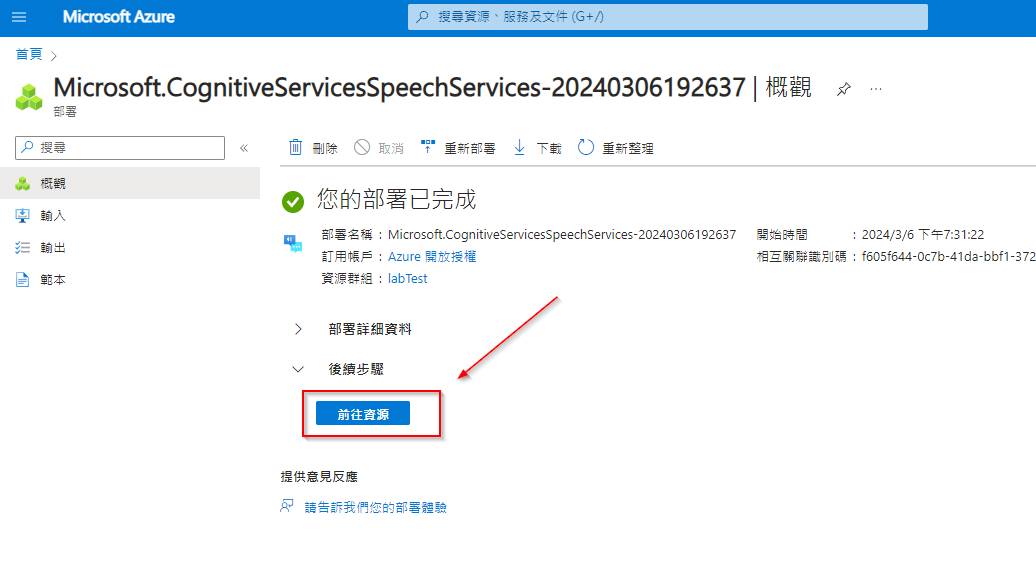 Microsoft Azure
搜尋資源、服務及文件 (G+/)
首頁
Microsoft.CognitiveServicesSpeechServices-20240306192637 | 概觀
部署
搜尋
刪除 取消 重新部署 下載 重新整理
概觀
輸入
輸出
範本
您的部署已完成
部署名稱 : Microsoft.CognitiveServicesSpeechServices-20240306192637 開始時間 : 2024/3/6 下午7:31:22
訂用帳戶 : Azure 開放授權 相互關聯識別碼 : f605f644-0c7b-41da-bbf1-372
資源群組 : labTest
部署詳細資料
後續步驟
前往資源
提供意見反應
請告訴我們您的部署體驗